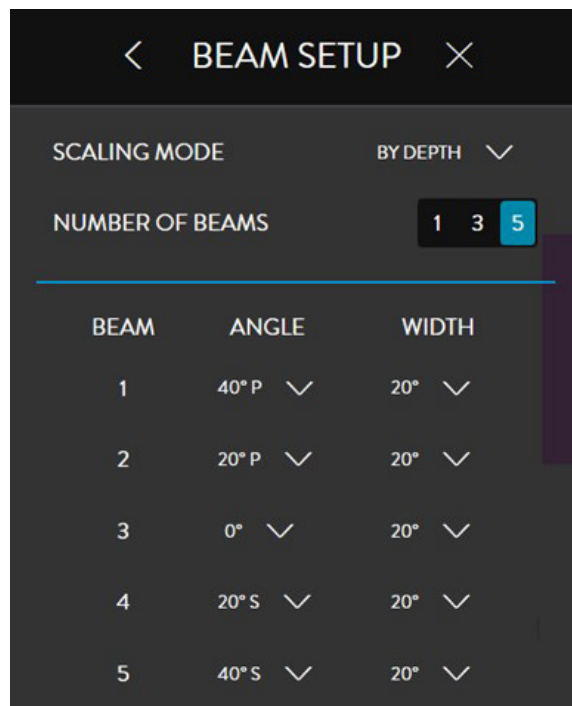 BEAM SETUP
SCALING MODE BY DEPTH
NUMBER OF BEAMS 1 3 5
BEAM ANGLE WIDTH
1 40° P 20°
2 20° P 20°
3 0° 20°
4 20° S 20°
5 40° S 20°